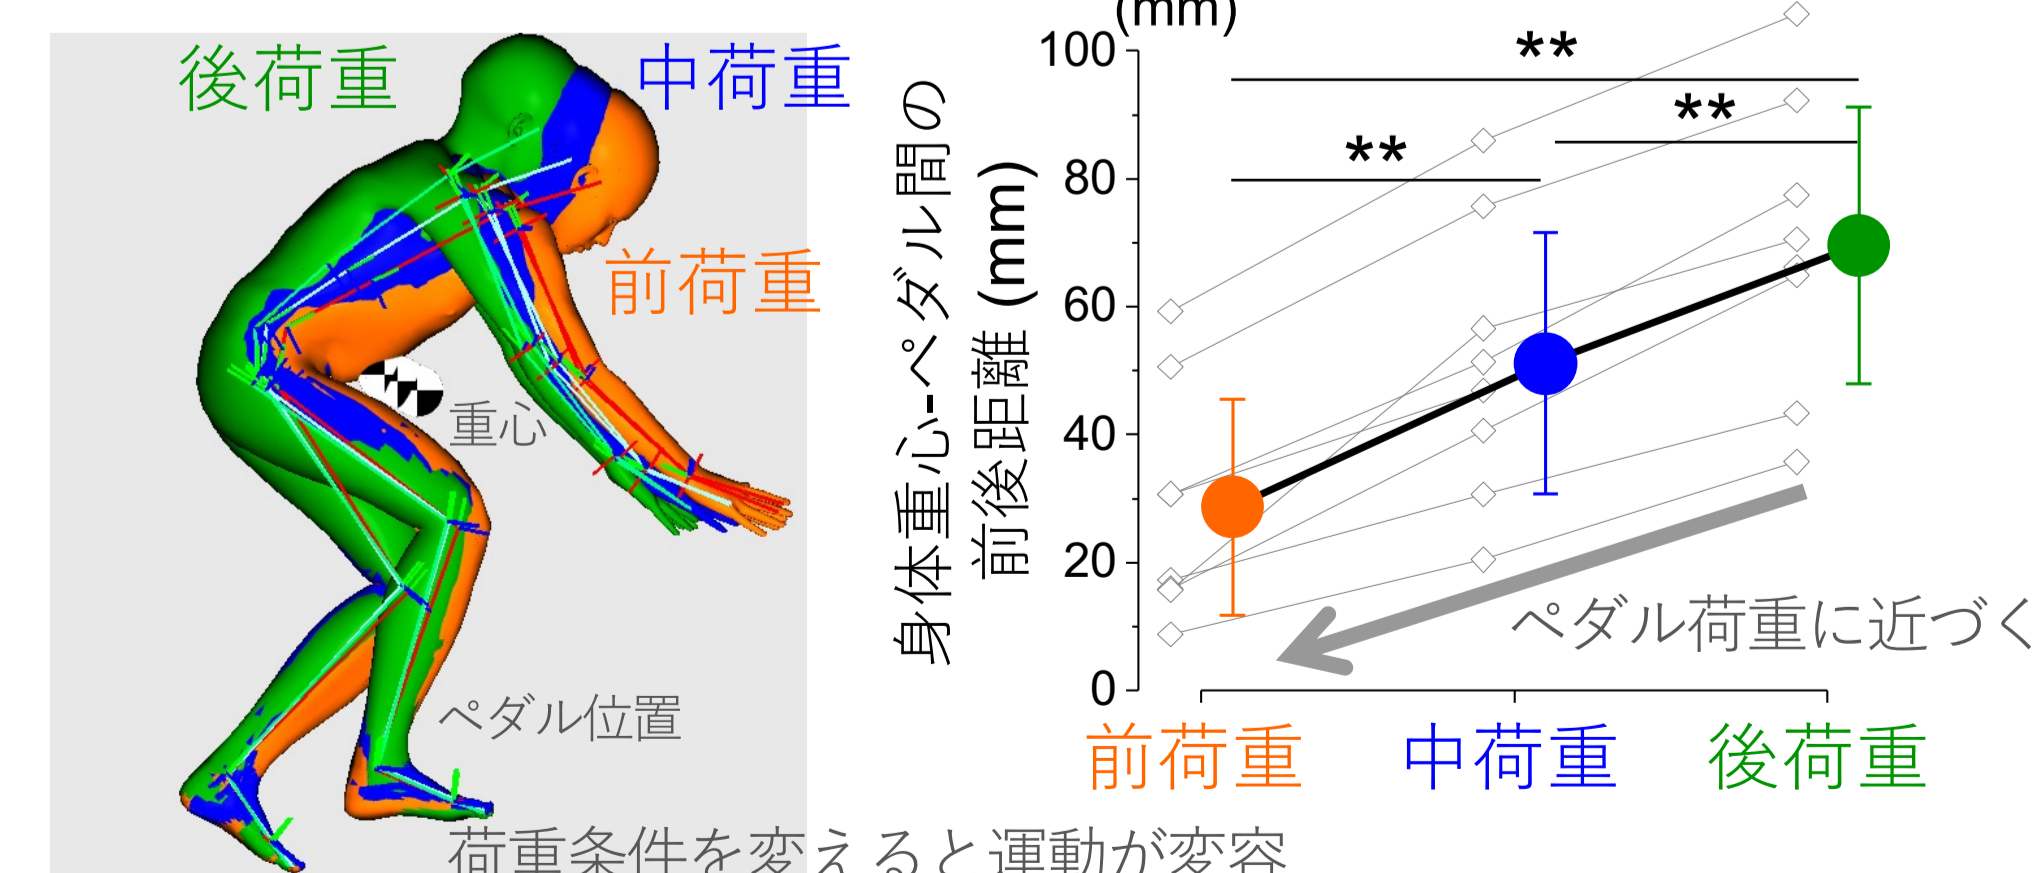 後荷重
中荷重
前荷重
重心
ペダル位置
荷重条件を変えると運動が変容
(mm)
身体重心-ペダル間の
前後距離 (mm)
100
80
60
40
20
0
**
**
**
ペダル荷重に近づく
前荷重
中荷重
後荷重